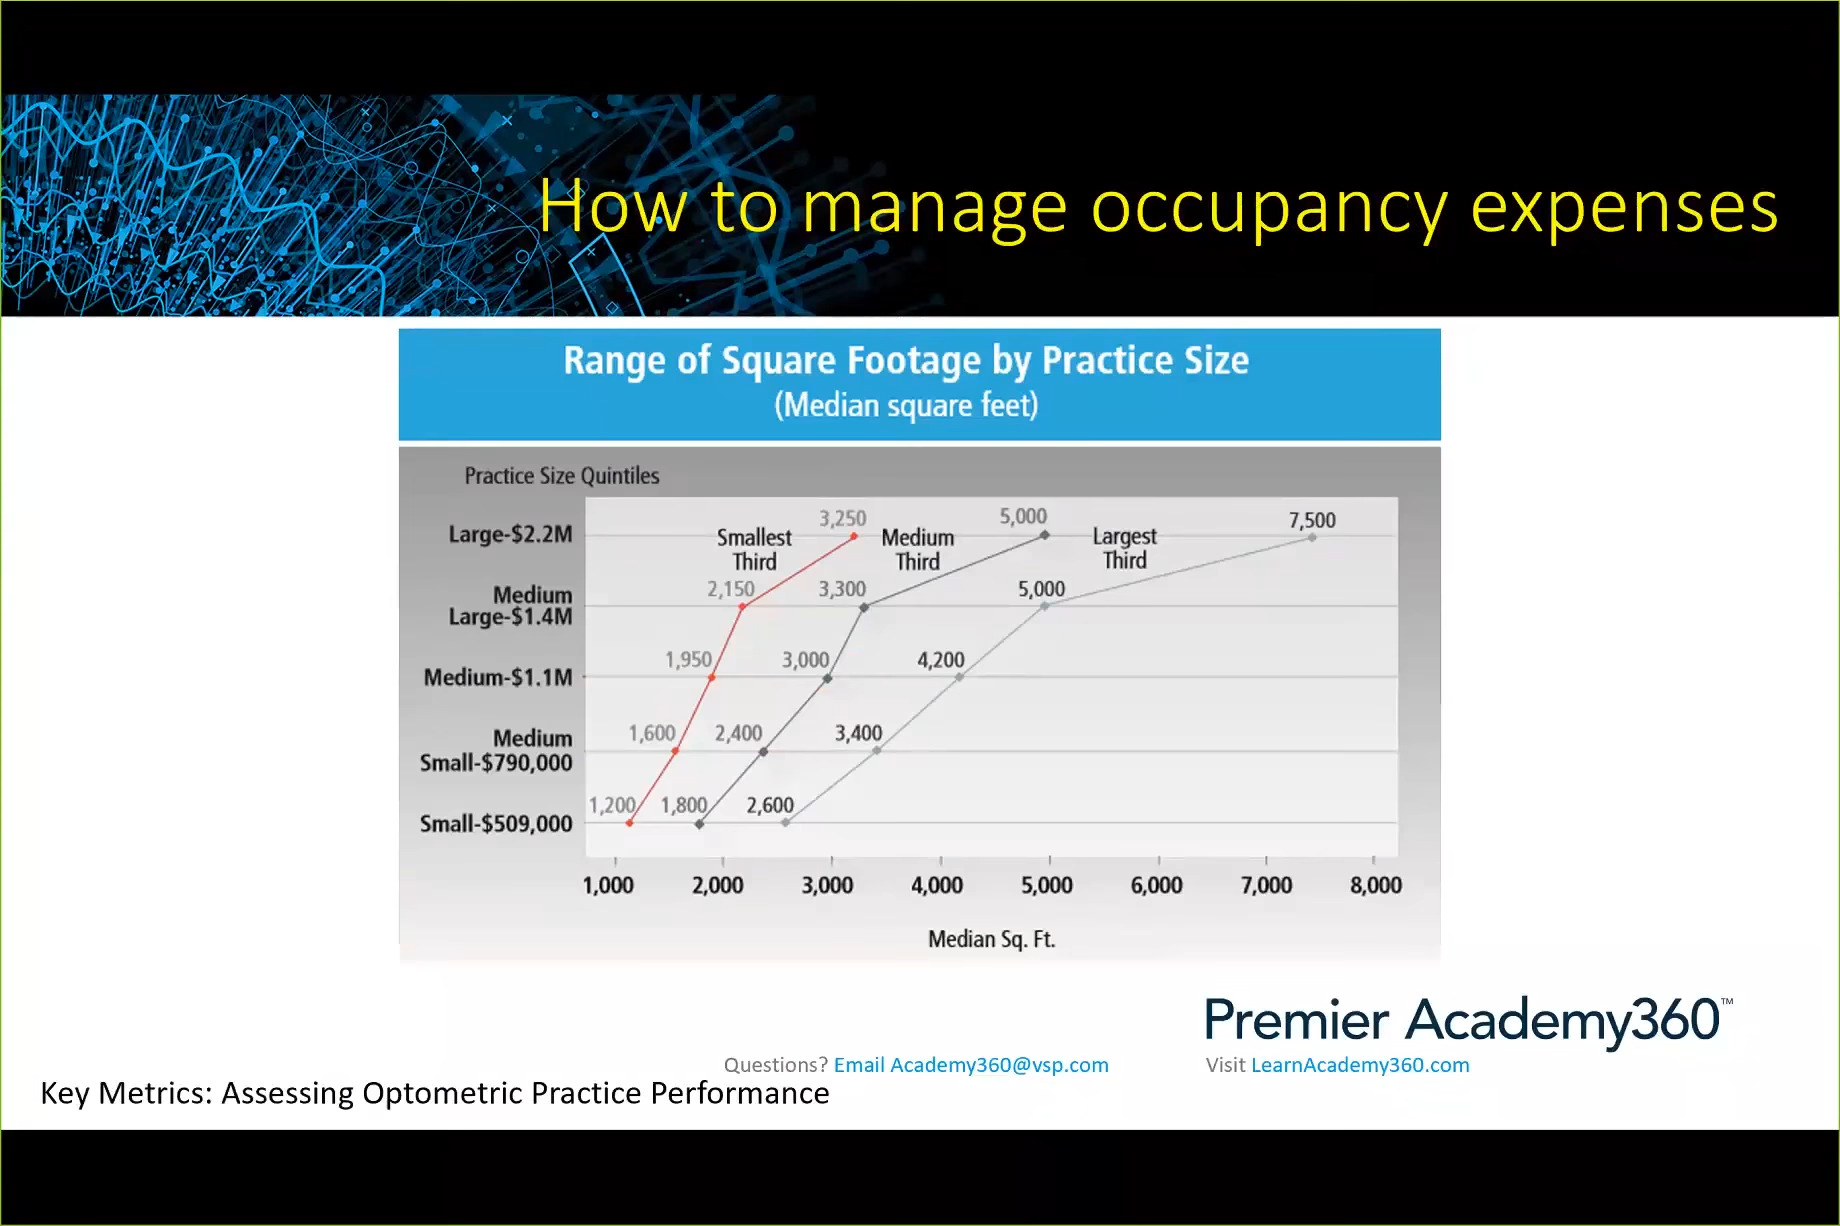 How to manage occupancy expenses
Range of Square Footage by Practice Size
(Median square feet)
Practice Size Quintiles
Large-$2.2M
Smallest
Third
3,250
Medium
Third
5,000
Largest
Third
7,500
Medium
Large-$1.4M
2,150
3,300
5,000
Medium-$1.1M
1,950
3,000
4,200
Medium
Small-$790,000
1,600
2,400
3,400
Small-$509,000
1,200
1,800
2,600
1,000
2,000
3,000
4,000
5,000
6,000
7,000
8,000
Median Sq. Ft.
Premier Academy360™
Questions? Email Academy360@vsp.com
Visit LearnAcademy360.com
Key Metrics: Assessing Optometric Practice Performance